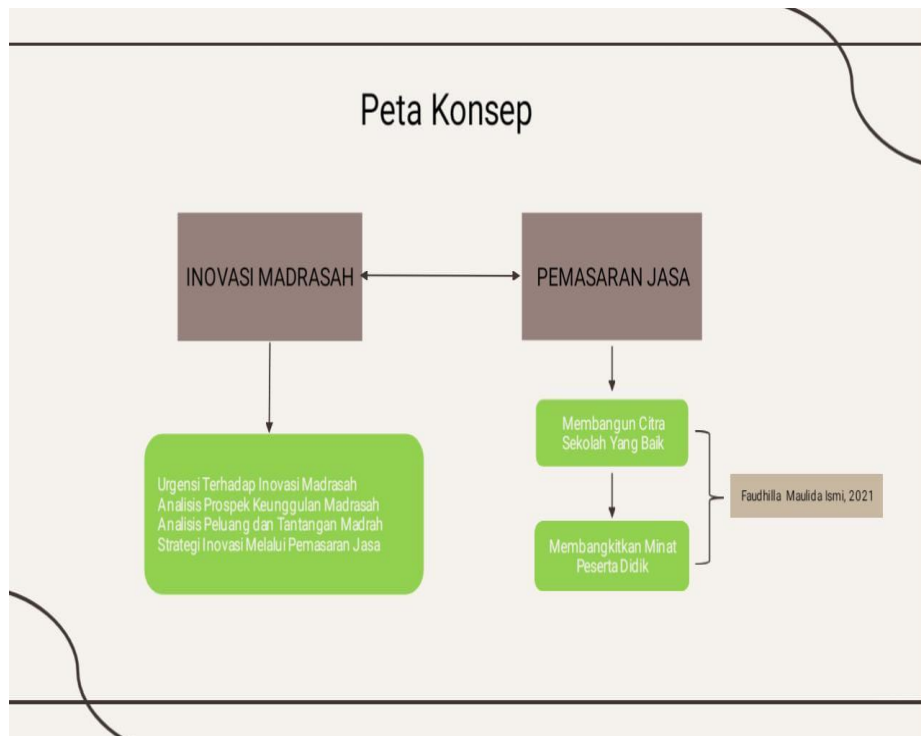 Peta Konsep
INOVASI MADRASAH
PEMASARAN JASA
Urgensi Terhadap Inovasi Madrasah
Analisis Prospek Keunggulan Madrasah
Analisis Peluang dan Tantangan Madrah
Strategi Inovasi Melalui Pemasaran Jasa
Membangun Citra
Sekolah Yang Baik
Membangkitkan Minat
Peserta Didik
Faudhilla Maulida Ismi, 2021